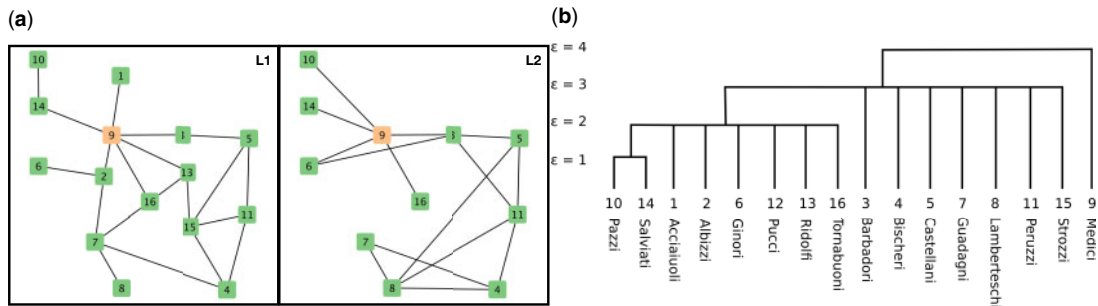 (a)
(b)
L1
10
1
14
9
3
5
6
2
13
16
15
11
7
8
4
L2
10
14
9
3
5
6
16
11
7
8
4
ε = 4
ε = 3
ε = 2
ε = 1
10 14 1 2 6 12 13 16 3 4 5 7 8 11 15 9
Pazzi
Salviati
Acciaiuoli
Albizzi
Ginori
Pucci
Ridolfi
Tornabuoni
Barbadori
Bischeri
Castellani
Guadagni
Lamberteschi
Peruzzi
Strozzi
Medici